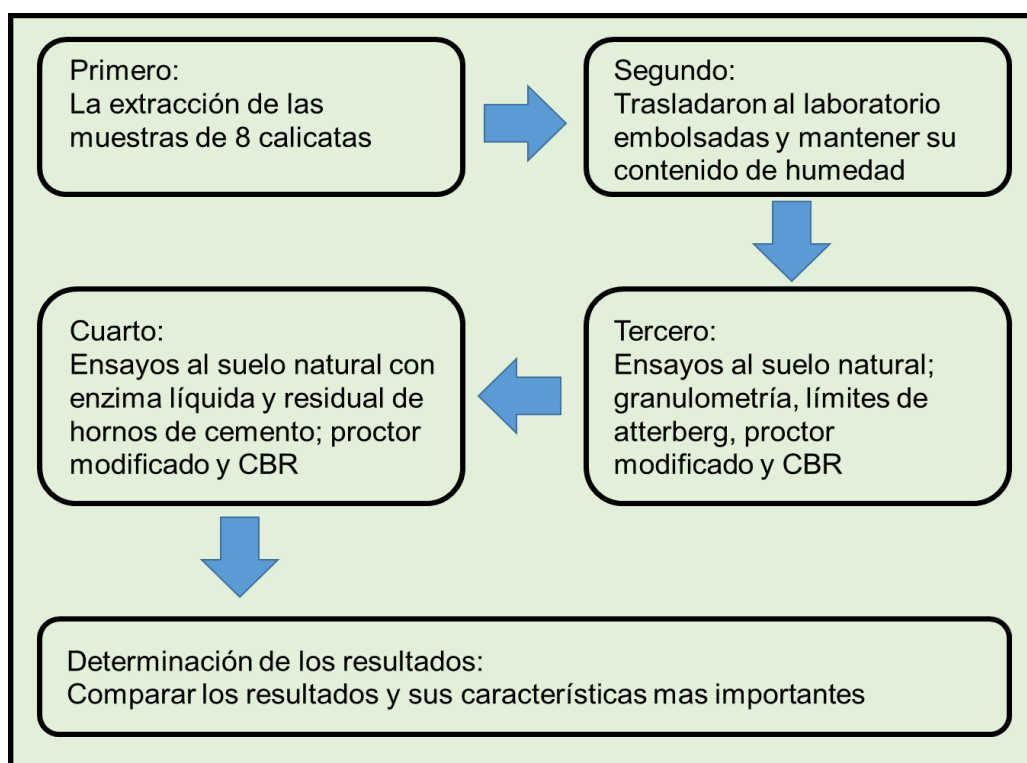 Primero:
La extracción de las
muestras de 8 calicatas
Segundo:
Trasladaron al laboratorio
embolsadas y mantener su
contenido de humedad
Tercero:
Ensayos al suelo natural;
granulometría, límites de
atterberg, proctor
modificado y CBR
Cuarto:
Ensayos al suelo natural con
enzima líquida y residual de
hornos de cemento; proctor
modificado y CBR
Determinación de los resultados:
Comparar los resultados y sus características mas importantes